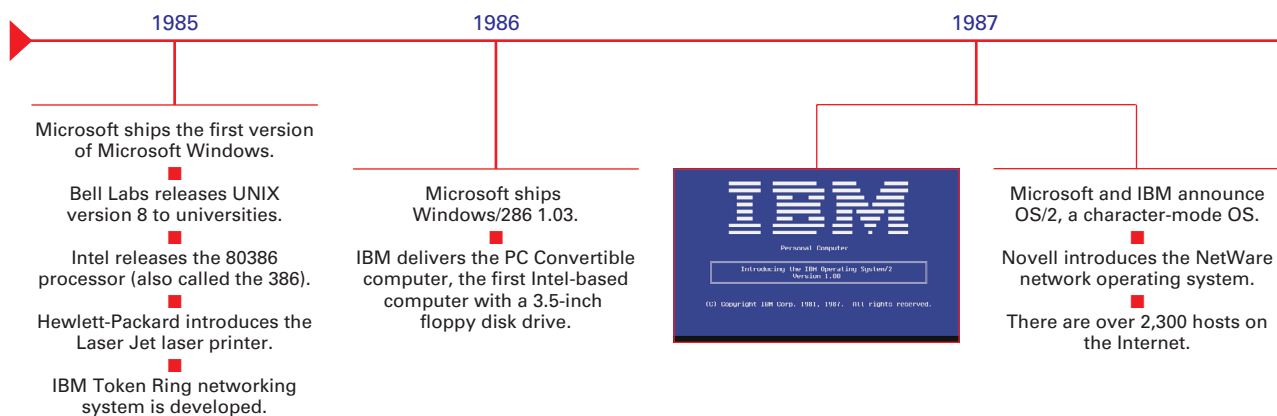 1985
1986
1987
Microsoft ships the first version
of Microsoft Windows.
Bell Labs releases UNIX
version 8 to universities.
Intel releases the 80386
processor (also called the 386).
Hewlett-Packard introduces the
Laser Jet laser printer.
IBM Token Ring networking
system is developed.
Microsoft ships
Windows/286 1.03.
IBM delivers the PC Convertible
computer, the first Intel-based
computer with a 3.5-inch
floppy disk drive.
IBM
Personal Computer
Introducing the IBM Operating System/2
Version 1.00
(C) Copyright IBM Corp. 1981, 1987. All rights reserved.
Microsoft and IBM announce
OS/2, a character-mode OS.
Novell introduces the NetWare
network operating system.
There are over 2,300 hosts on
the Internet.